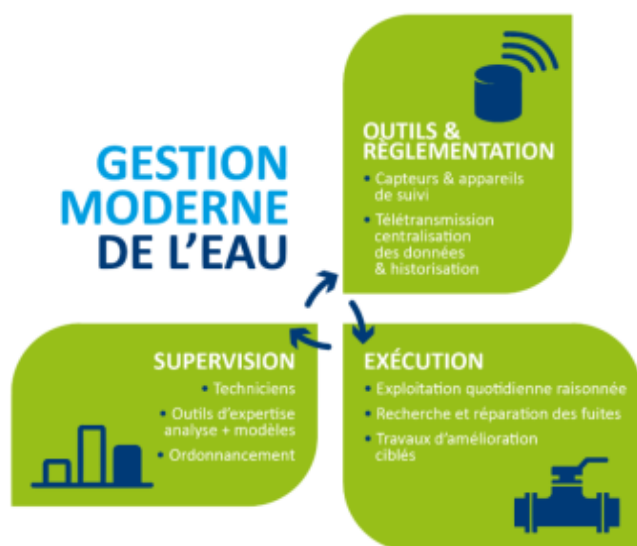 GESTION
MODERNE
DE L'EAU
OUTILS &
RÈGLEMENTATION
• Capteurs & appareils
de suivi
• Télétransmission
centralisation
des données
& historisation
SUPERVISION
• Techniciens
• Outils d'expertise
analyse + modèles
• Ordonnancement
EXÉCUTION
• Exploitation quotidienne raisonnée
• Recherche et réparation des fuites
• Travaux d'amélioration
ciblés